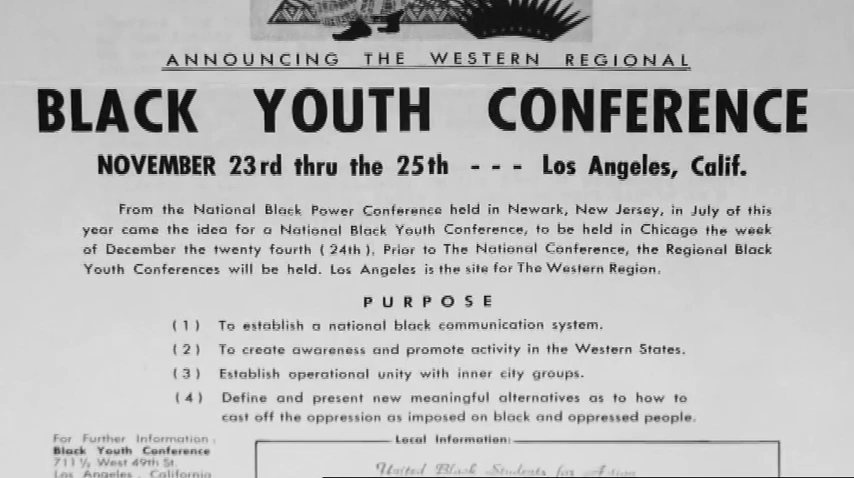 ANNOUNCING THE WESTERN REGIONAL
BLACK YOUTH CONFERENCE
NOVEMBER 23rd thru the 25th - - - Los Angeles, Calif.
From the National Black Power Conference held in Newark, New Jersey, in July of this
year came the idea for a National Black Youth Conference, to be held in Chicago the week
of December the twenty fourth ( 24th ). Prior to The National Conference, the Regional Black
Youth Conferences will be held. Los Angeles is the site for The Western Region.
PURPOSE
( 1 ) To establish a national black communication system.
( 2 ) To create awareness and promote activity in the Western States.
( 3 ) Establish operational unity with inner city groups.
( 4 ) Define and present new meaningful alternatives as to how to
cast off the oppression as imposed on black and oppressed people.
For Further Information,
Black Youth Conference
711 ½ West 49th St.
Los Angeles, California
Local Information:
United Black Students for Action